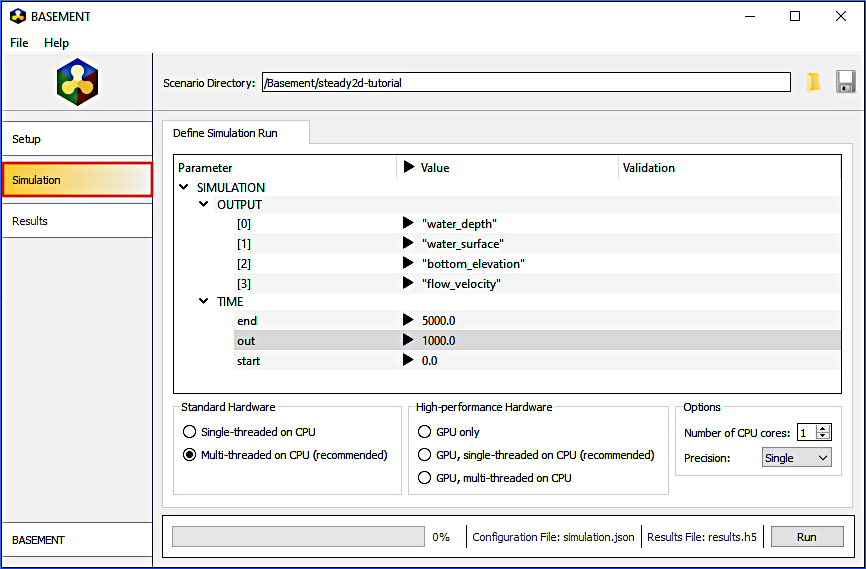 BASEMENT
File Help
Scenario Directory: /Basement/steady2d-tutorial
Setup
Simulation
Results
Define Simulation Run
Parameter Value Validation
SIMULATION
OUTPUT
[0] "water_depth"
[1] "water_surface"
[2] "bottom_elevation"
[3] "flow_velocity"
TIME
end 5000.0
out 1000.0
start 0.0
Standard Hardware
Single-threaded on CPU
Multi-threaded on CPU (recommended)
High-performance Hardware
GPU only
GPU, single-threaded on CPU (recommended)
GPU, multi-threaded on CPU
Options
Number of CPU cores: 1
Precision: Single
BASEMENT
0% Configuration File: simulation.json Results File: results.h5 Run